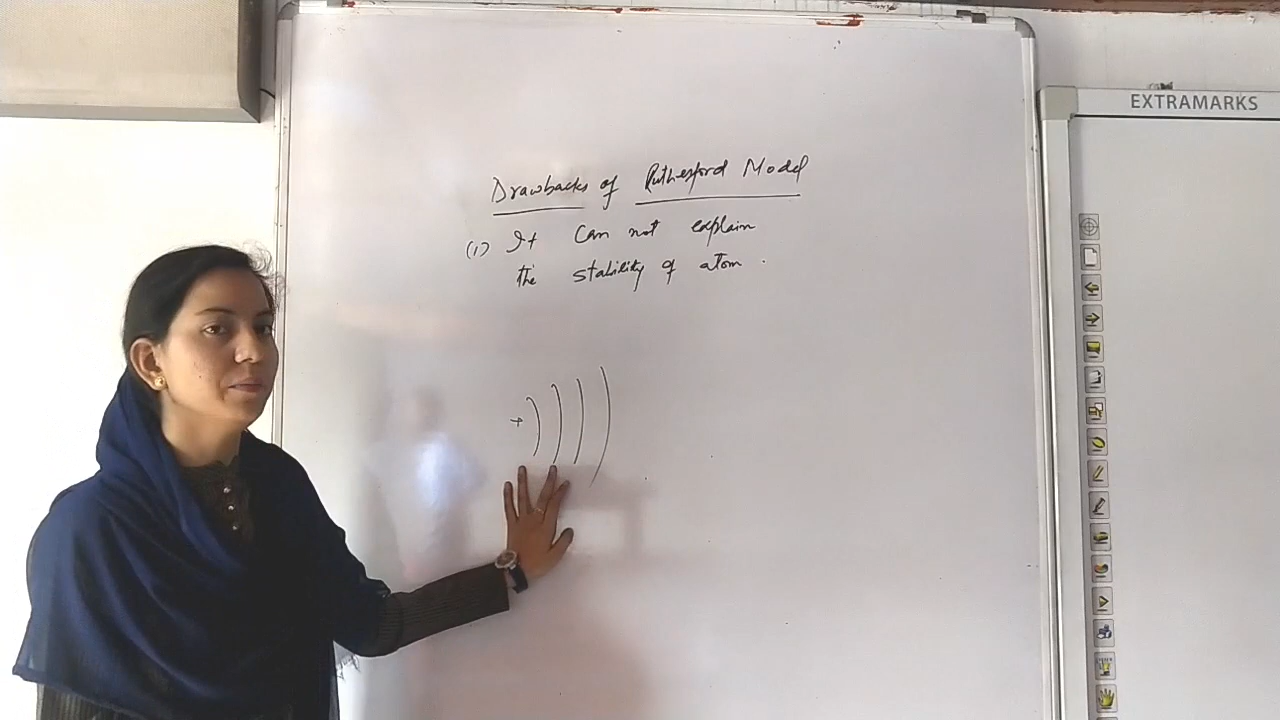 Drawbacks of Rutherford Model
(1) It can not explain
the stability of atom.
+
EXTRAMARKS